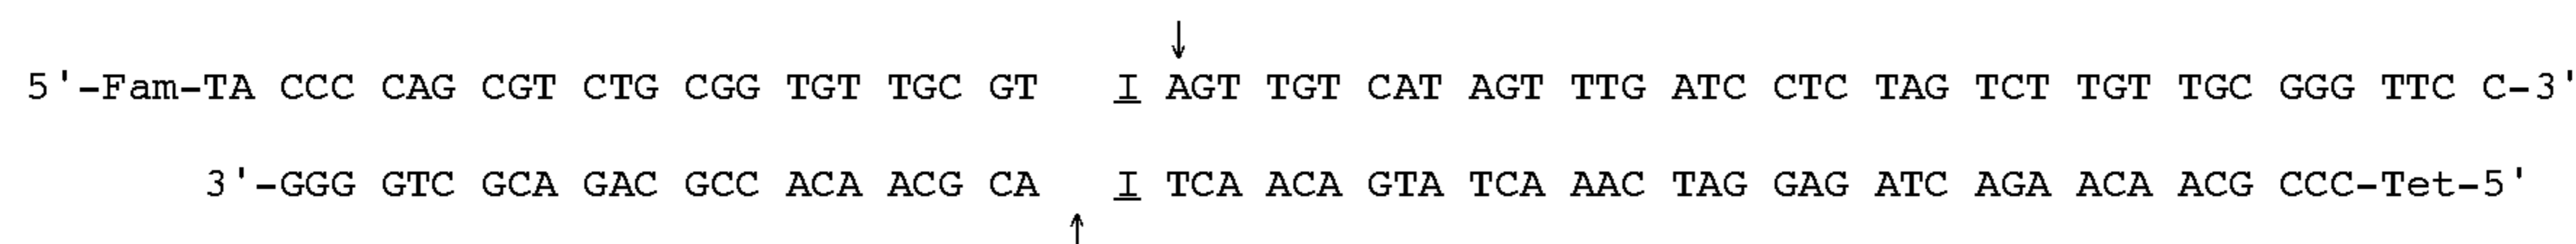 ↓
5'-Fam-TA CCC CAG CGT CTG CGG TGT TGC GT I AGT TGT CAT AGT TTG ATC CTC TAG TCT TGT TGC GGG TTC C-3'
3'-GGG GTC GCA GAC GCC ACA ACG CA I TCA ACA GTA TCA AAC TAG GAG ATC AGA ACA ACG CCC-Tet-5'
↑